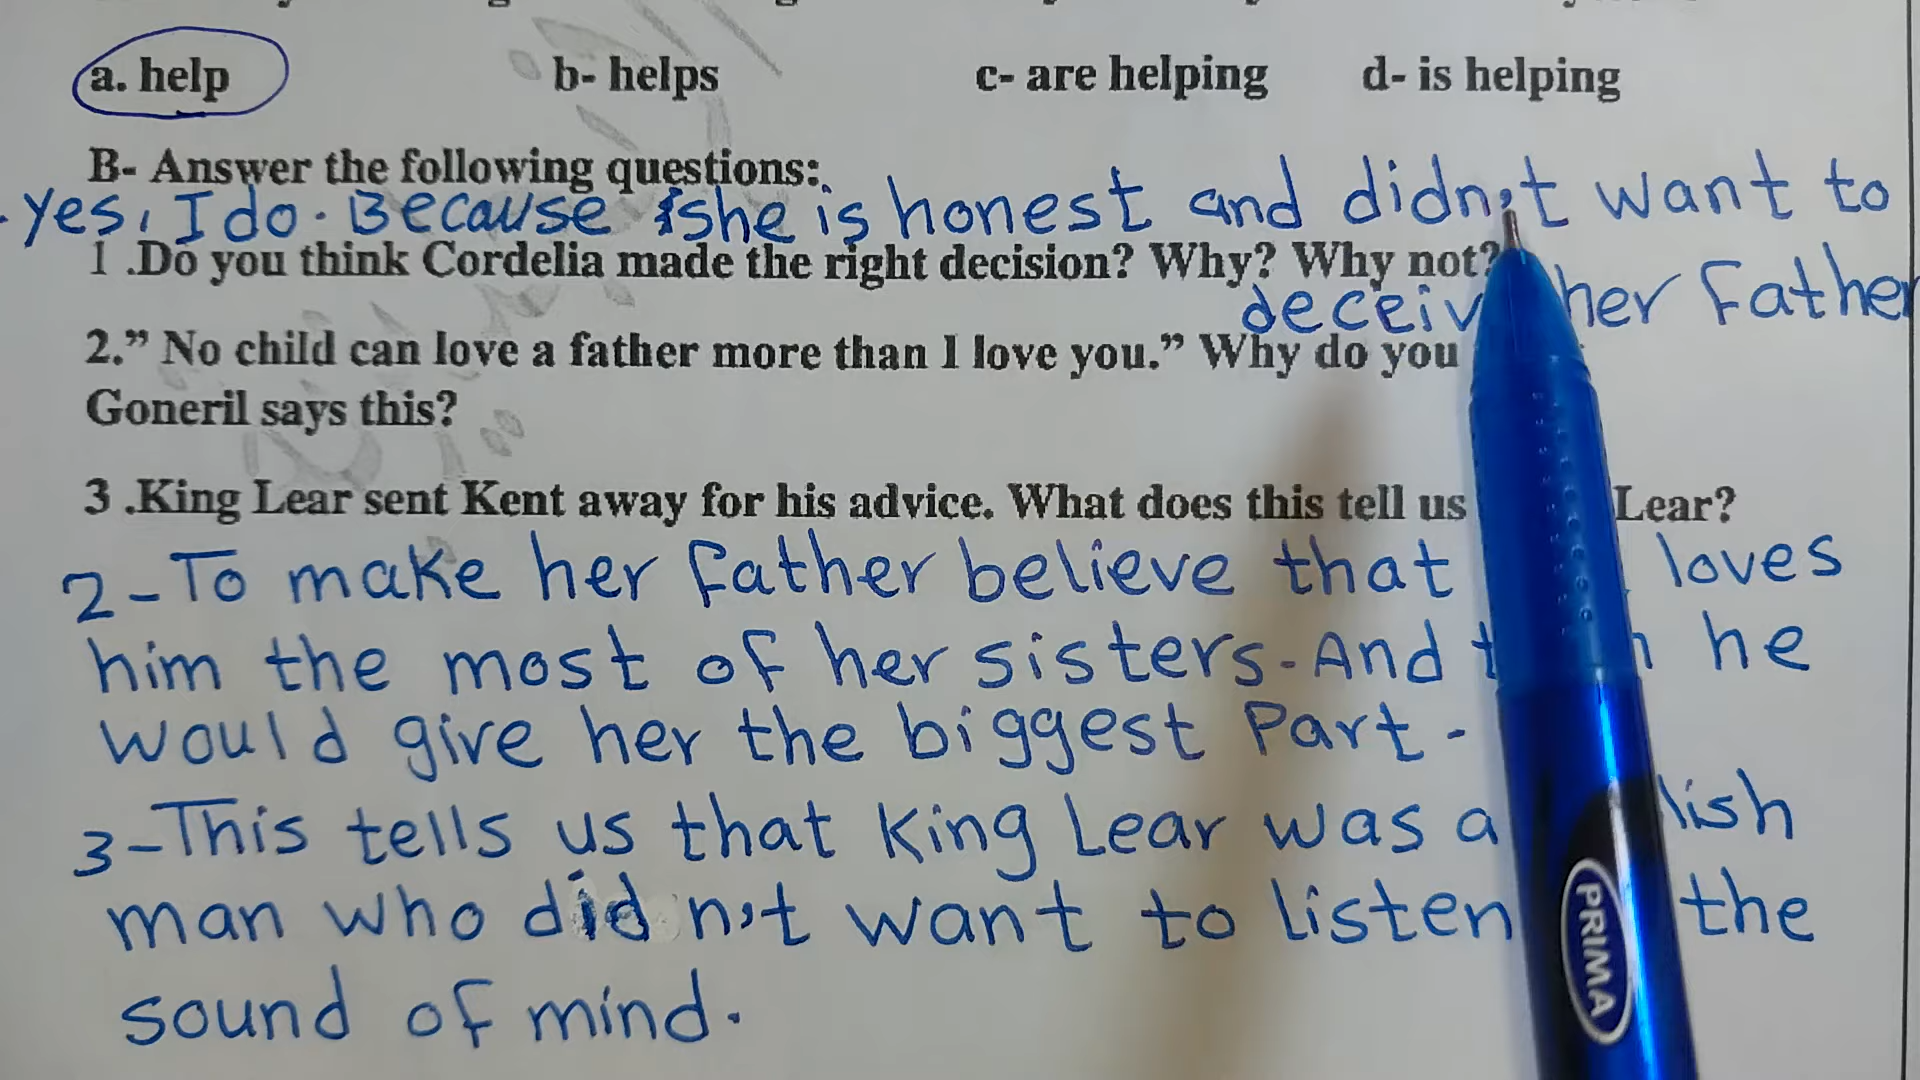 a. help b- helps c- are helping d- is helping
B- Answer the following questions:
- Yes, I do. Because she is honest and didn't want to
1 .Do you think Cordelia made the right decision? Why? Why not?
deceiv her Father
2.” No child can love a father more than I love you.” Why do you
Goneril says this?
3 .King Lear sent Kent away for his advice. What does this tell us Lear?
2-To make her father believe that loves
him the most of her sisters. And he
would give her the biggest Part.
3-This tells us that King Lear was a lish
man who didn't want to listen the
sound of mind.
PRIMA